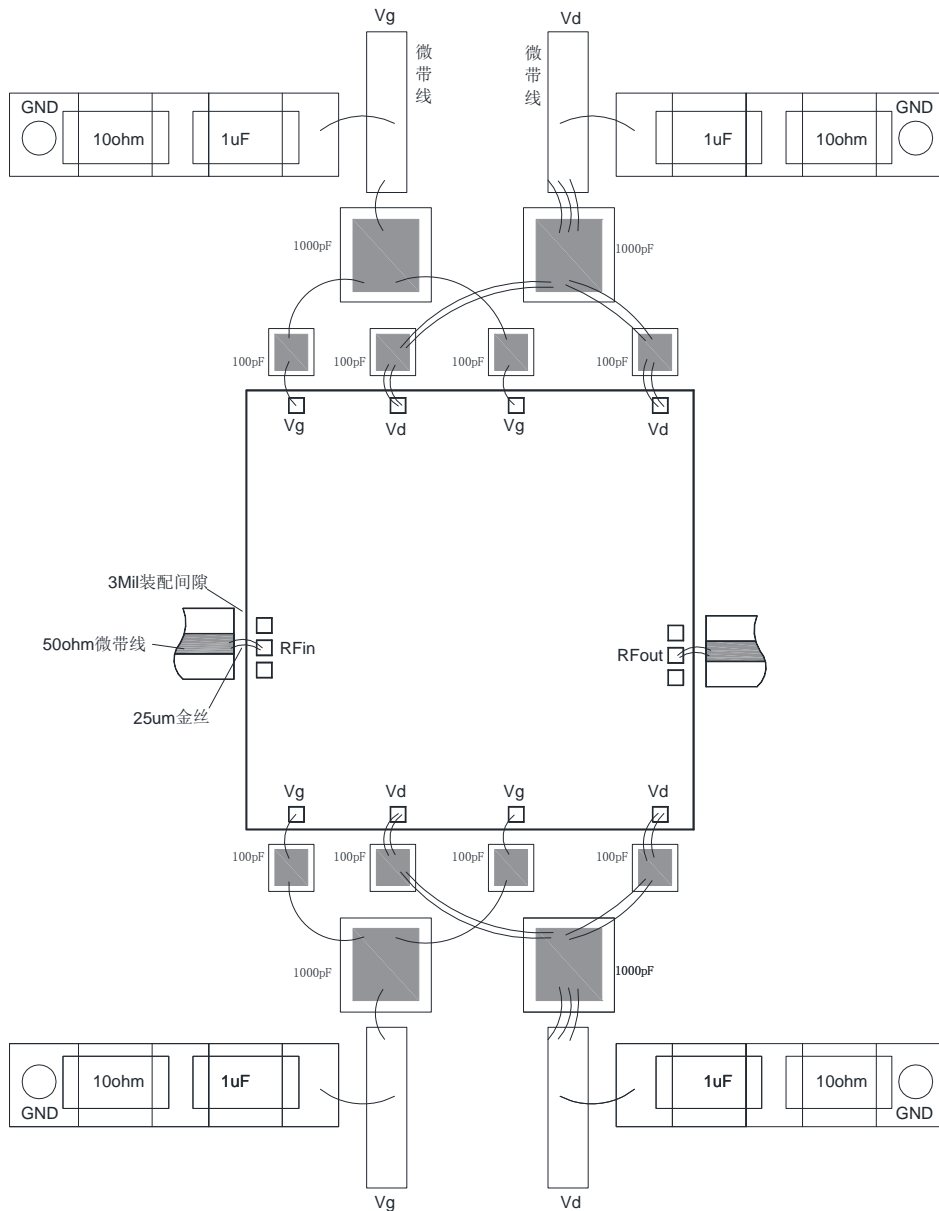 Vg
Vd
微带线
微带线
GND
10ohm
1uF
1uF
10ohm
GND
1000pF
1000pF
100pF
100pF
100pF
100pF
Vg
Vd
Vg
Vd
3Mil装配间隙
50ohm微带线
RFin
RFout
25um金丝
Vg
Vd
Vg
Vd
100pF
100pF
100pF
100pF
1000pF
1000pF
10ohm
1uF
1uF
10ohm
GND
GND
Vg
Vd